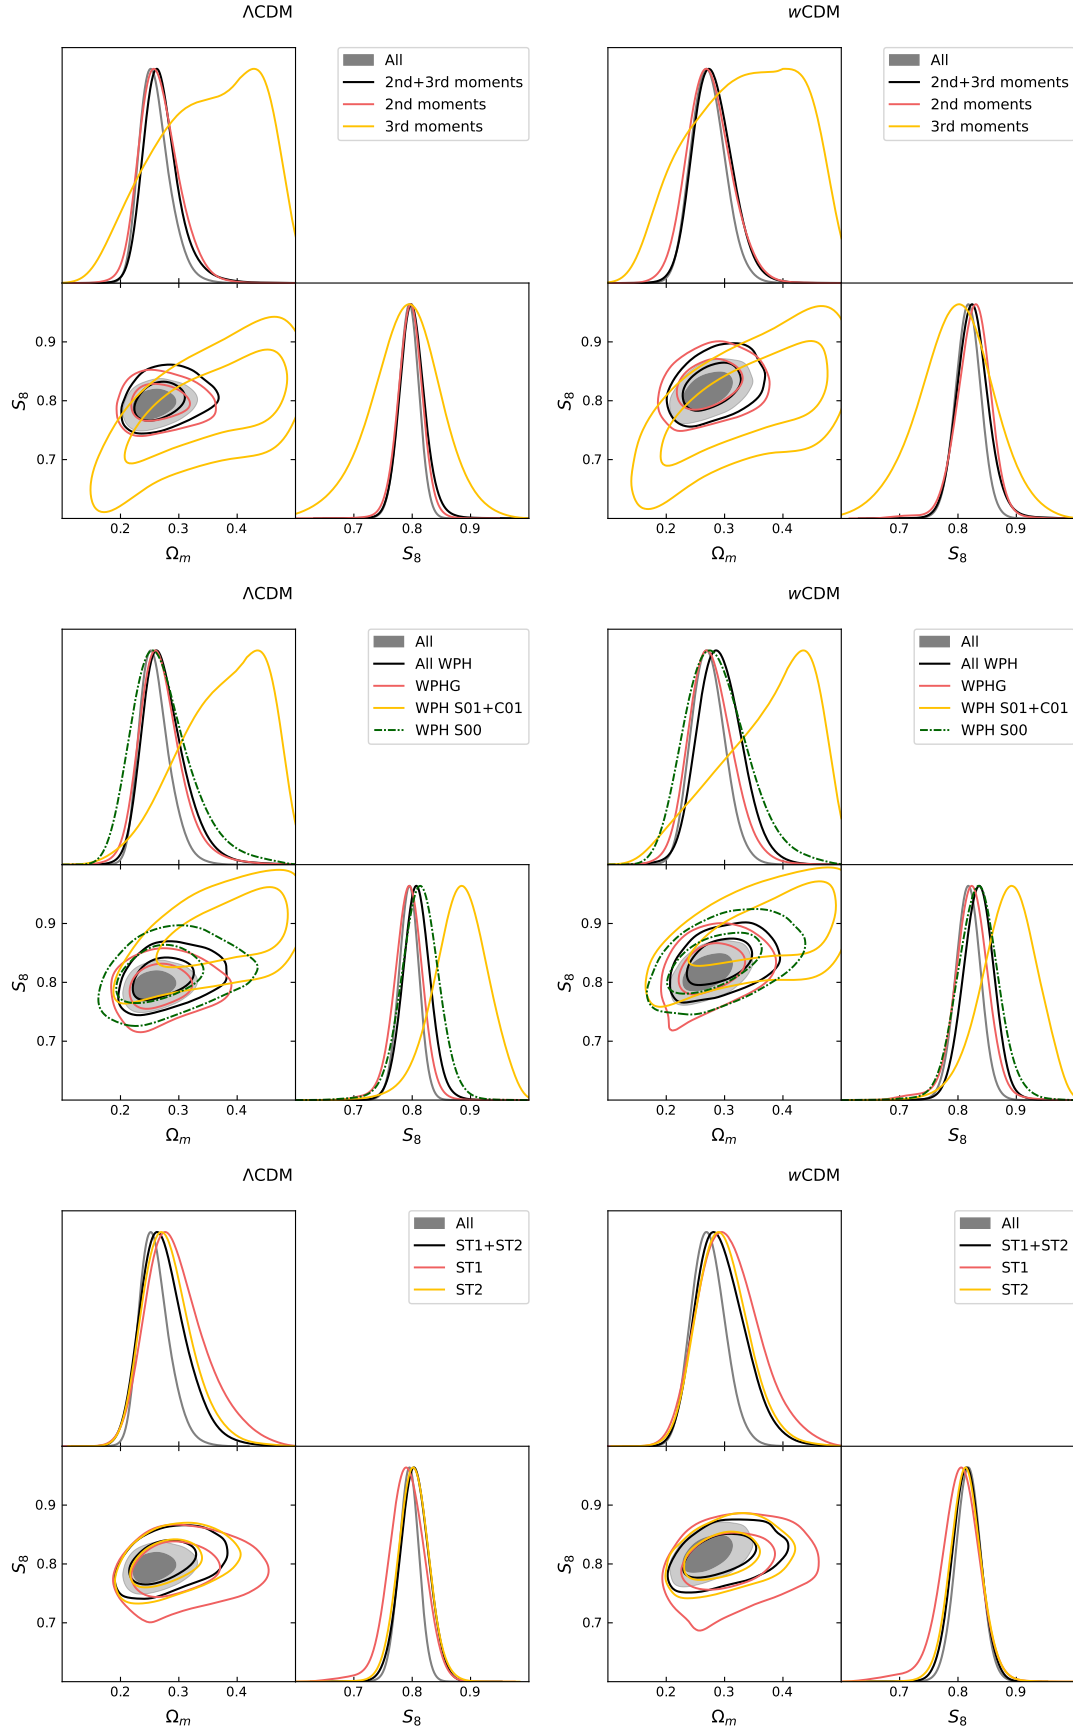 ΛCDM
wCDM
All
2nd+3rd moments
2nd moments
3rd moments
All
2nd+3rd moments
2nd moments
3rd moments
0.9
0.8
0.7
S8
0.2 0.3 0.4
Ωm
0.7 0.8 0.9
S8
0.9
0.8
0.7
S8
0.2 0.3 0.4
Ωm
0.7 0.8 0.9
S8
ΛCDM
wCDM
All
All WPH
WPHG
WPH S01+C01
WPH S00
All
All WPH
WPHG
WPH S01+C01
WPH S00
0.9
0.8
0.7
S8
0.2 0.3 0.4
Ωm
0.7 0.8 0.9
S8
0.9
0.8
0.7
S8
0.2 0.3 0.4
Ωm
0.7 0.8 0.9
S8
ΛCDM
wCDM
All
ST1+ST2
ST1
ST2
All
ST1+ST2
ST1
ST2
0.9
0.8
0.7
S8
0.2 0.3 0.4
Ωm
0.7 0.8 0.9
S8
0.9
0.8
0.7
S8
0.2 0.3 0.4
Ωm
0.7 0.8 0.9
S8